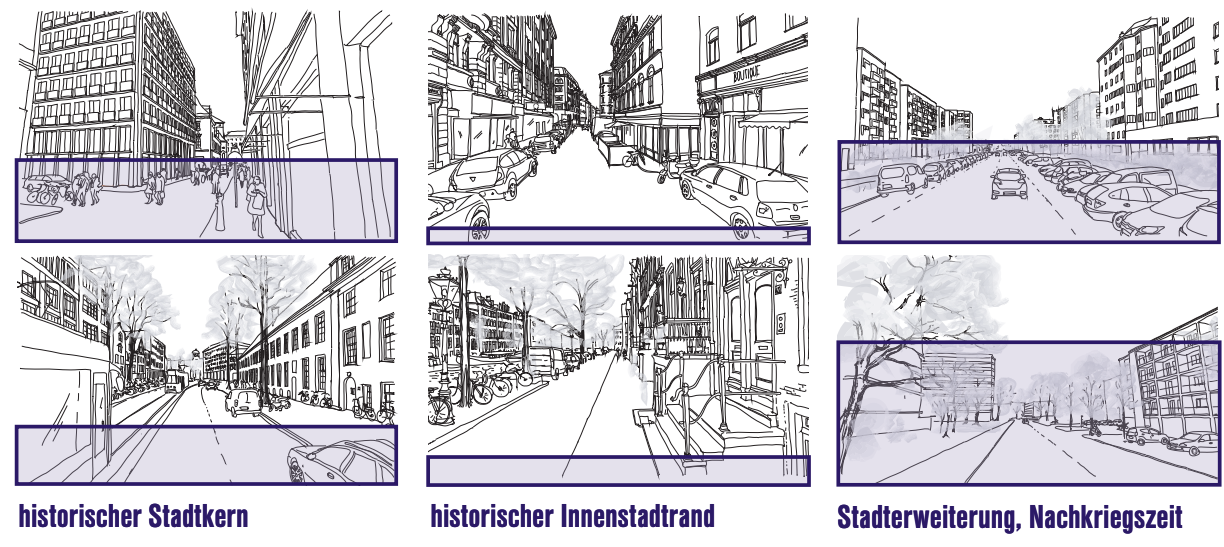 BOUTIQUE
historischer Stadtkern
historischer Innenstadtrand
Stadterweiterung, Nachkriegszeit